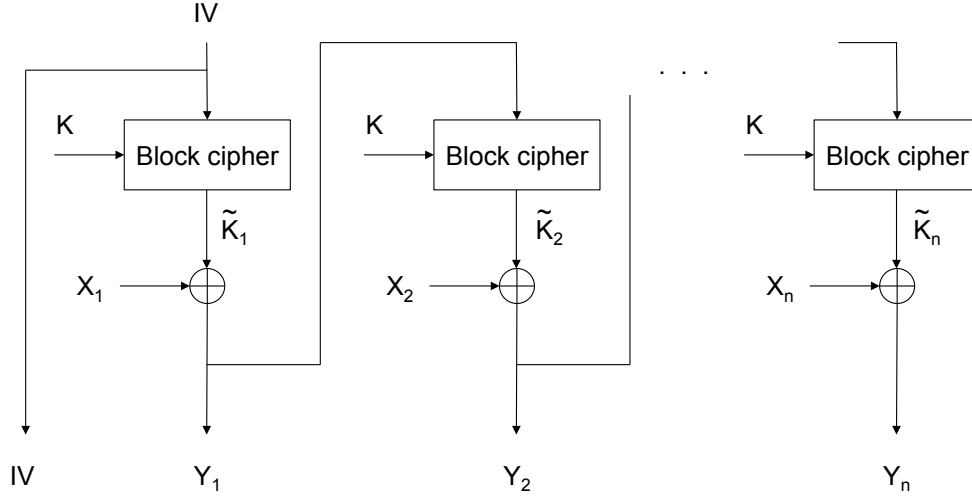 IV
. . .
K K K
Block cipher Block cipher Block cipher
K̃₁ K̃₂ K̃ₙ
X₁ X₂ Xₙ
IV Y₁ Y₂ Yₙ